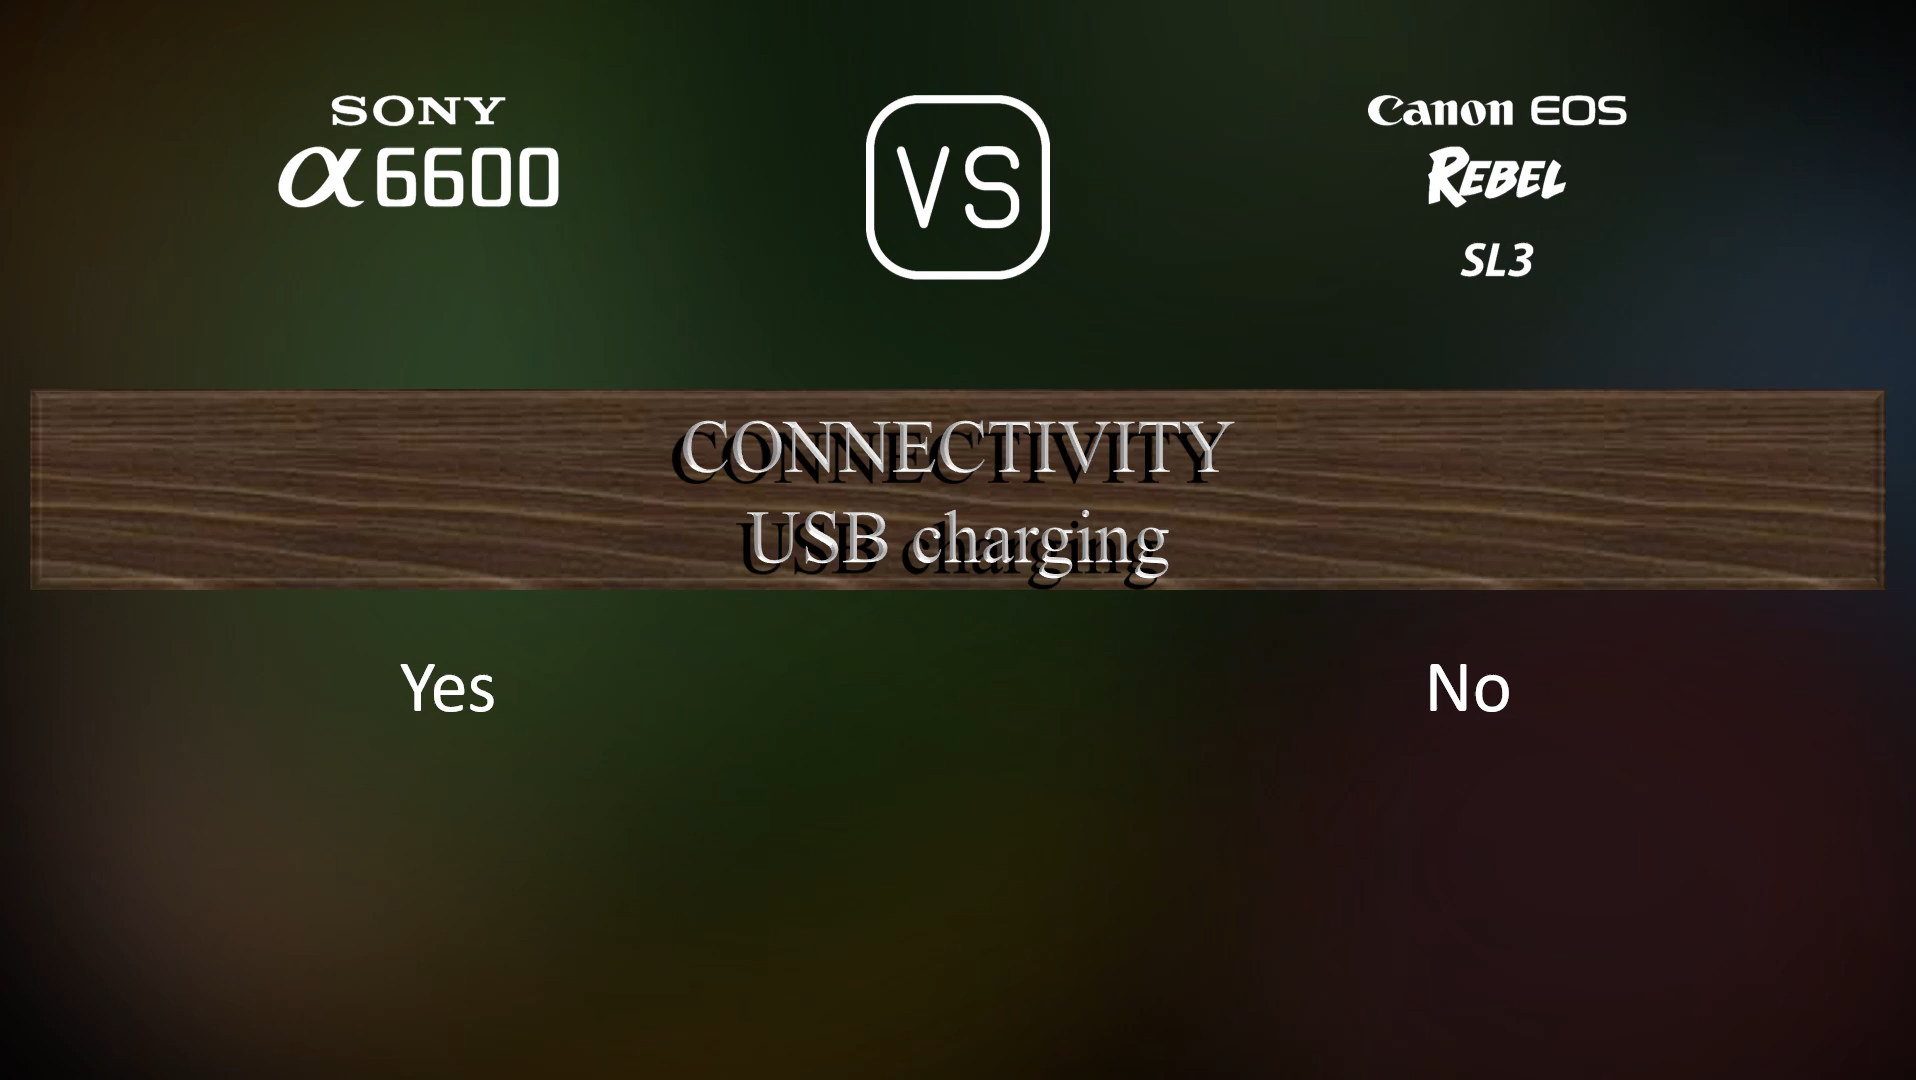 SONY
α6600
VS
Canon EOS
REBEL
SL3
CONNECTIVITY
USB charging
Yes
No